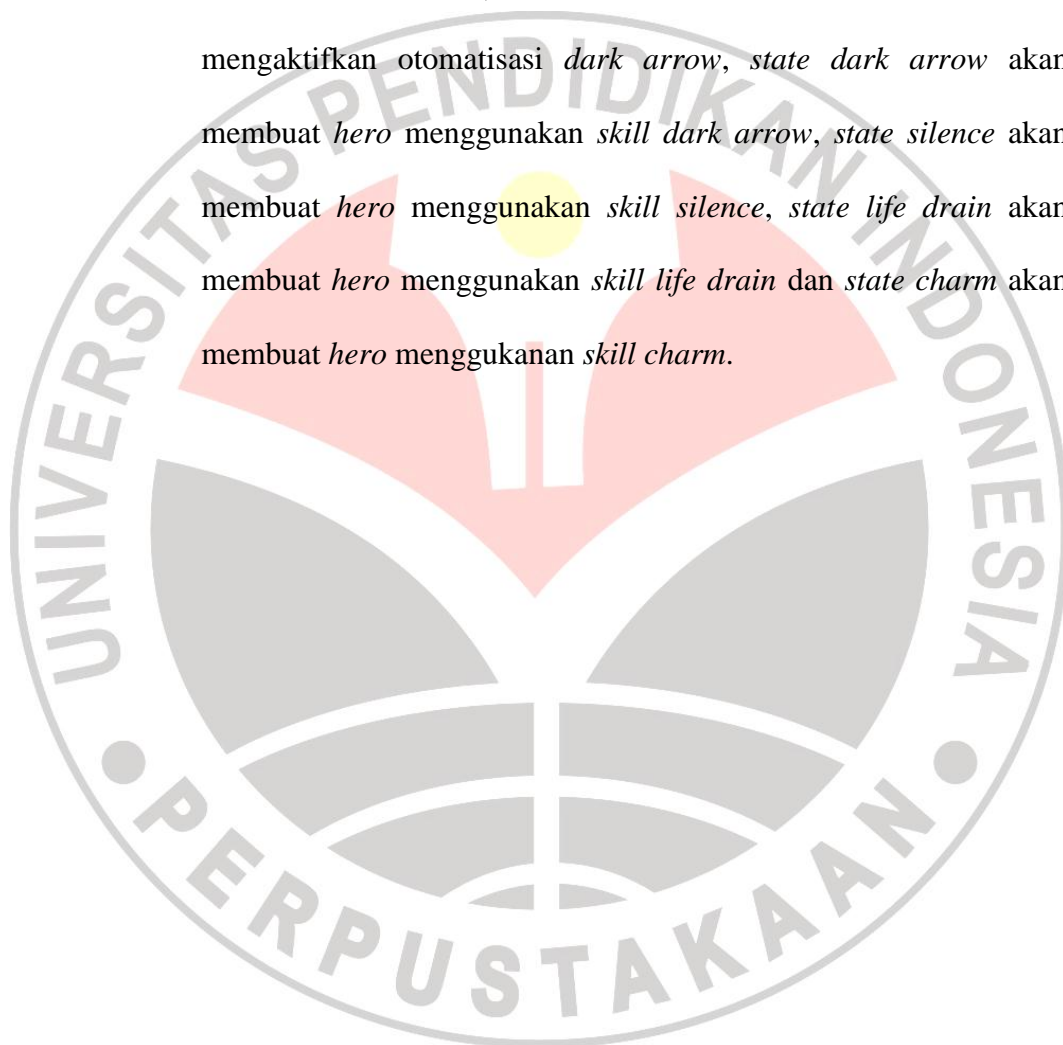 mengaktifkan otomatisasi dark arrow, state dark arrow akan
membuat hero menggunakan skill dark arrow, state silence akan
membuat hero menggunakan skill silence, state life drain akan
membuat hero menggunakan skill life drain dan state charm akan
membuat hero menggukanan skill charm.
UNIVERSITAS PENDIDIKAN INDONESIA
PERPUSTAKAAN